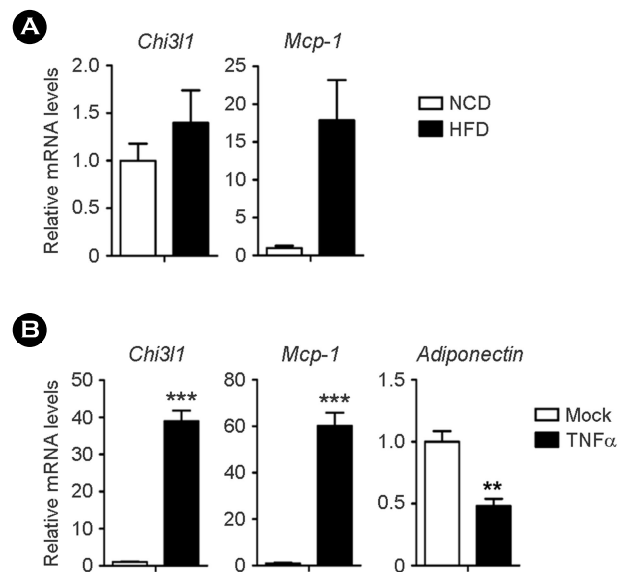 A
Chi3l1
Mcp-1
Relative mRNA levels
2.0
1.5
1.0
0.5
0
25
20
15
10
5
0
NCD
HFD
B
Chi3l1
Mcp-1
Adiponectin
Relative mRNA levels
50
40
30
20
10
0
***
80
60
40
20
0
***
1.5
1.0
0.5
0
**
Mock
TNFα